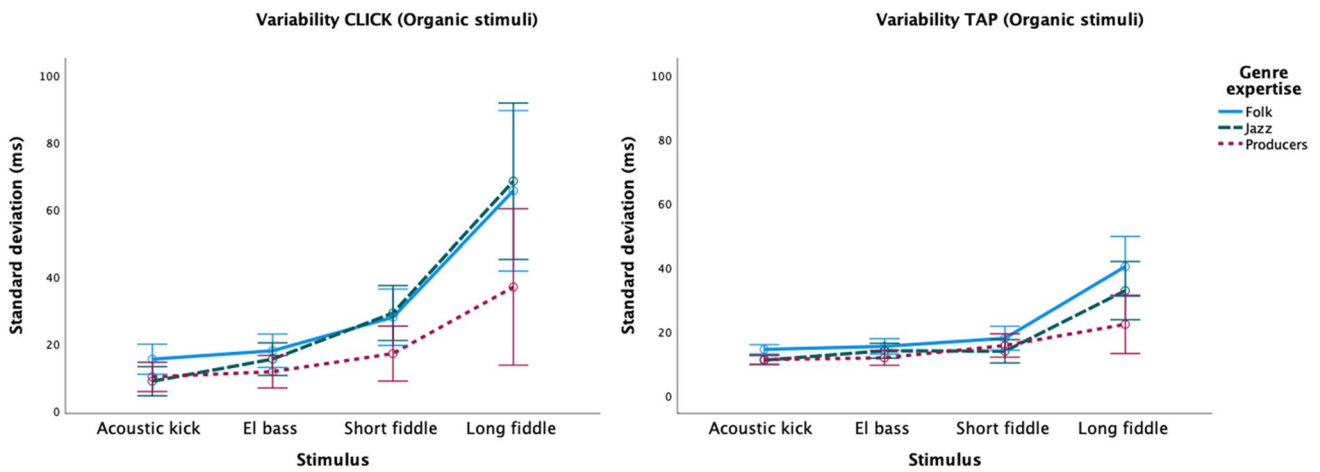 Variability CLICK (Organic stimuli)
Standard deviation (ms)
100
80
60
40
20
0
Acoustic kick El bass Short fiddle Long fiddle
Stimulus
Variability TAP (Organic stimuli)
Standard deviation (ms)
100
80
60
40
20
0
Acoustic kick El bass Short fiddle Long fiddle
Stimulus
Genre
expertise
Folk
Jazz
Producers